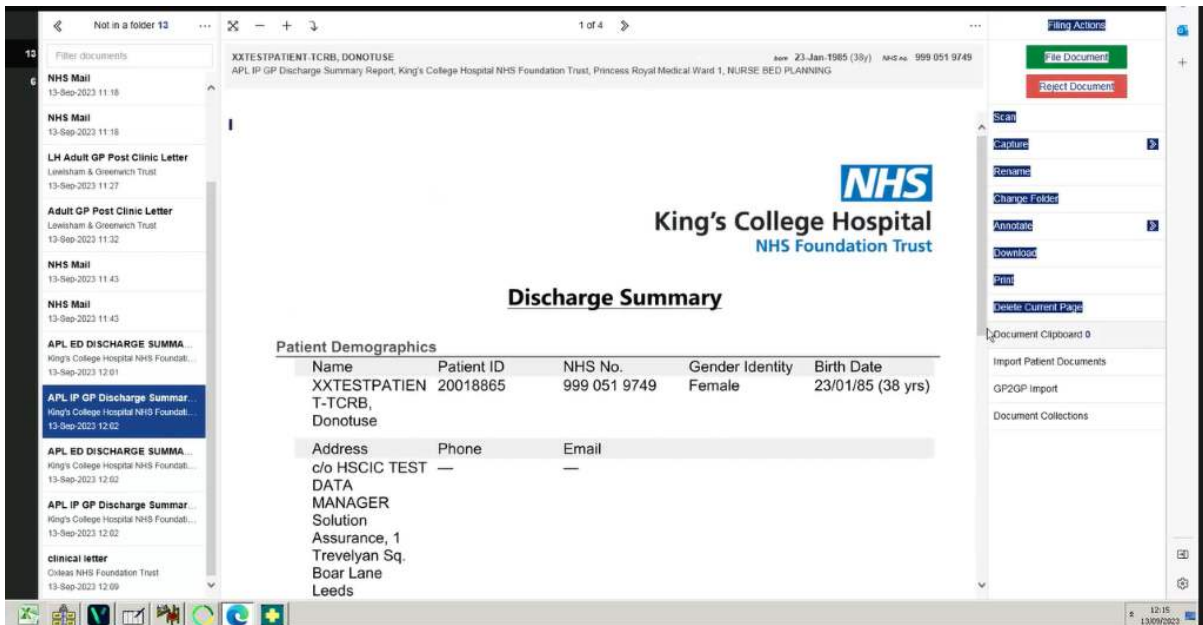 Not in a folder 13 ...
1 of 4
...
Filing Actions
13
6
Filter documents
NHS Mail
13-Sep-2023 11:18
NHS Mail
13-Sep-2023 11:18
LH Adult GP Post Clinic Letter
Lewisham & Greenwich Trust
13-Sep-2023 11:27
Adult GP Post Clinic Letter
Lewisham & Greenwich Trust
13-Sep-2023 11:32
NHS Mail
13-Sep-2023 11:43
NHS Mail
13-Sep-2023 11:43
APL ED DISCHARGE SUMMA...
King's College Hospital NHS Foundati...
13-Sep-2023 12:01
APL IP GP Discharge Summar...
King's College Hospital NHS Foundati...
13-Sep-2023 12:02
APL ED DISCHARGE SUMMA...
King's College Hospital NHS Foundati...
13-Sep-2023 12:02
APL IP GP Discharge Summar...
King's College Hospital NHS Foundati...
13-Sep-2023 12:02
clinical letter
Oxleas NHS Foundation Trust
13-Sep-2023 12:09
XXTESTPATIENT-TCRB, DONOTUSE born 23-Jan-1985 (38y) NHS No. 999 051 9749
APL IP GP Discharge Summary Report, King's College Hospital NHS Foundation Trust, Princess Royal Medical Ward 1, NURSE BED PLANNING
NHS
King's College Hospital
NHS Foundation Trust
Discharge Summary
Patient Demographics
Name Patient ID NHS No. Gender Identity Birth Date
XXTESTPATIEN 20018865 999 051 9749 Female 23/01/85 (38 yrs)
T-TCRB,
Donotuse
Address Phone Email
c/o HSCIC TEST — —
DATA
MANAGER
Solution
Assurance, 1
Trevelyan Sq.
Boar Lane
Leeds
File Document
Reject Document
Scan
Capture
Rename
Change Folder
Annotate
Download
Print
Delete Current Page
Document Clipboard 0
Import Patient Documents
GP2GP Import
Document Collections
12:15
13/09/2023